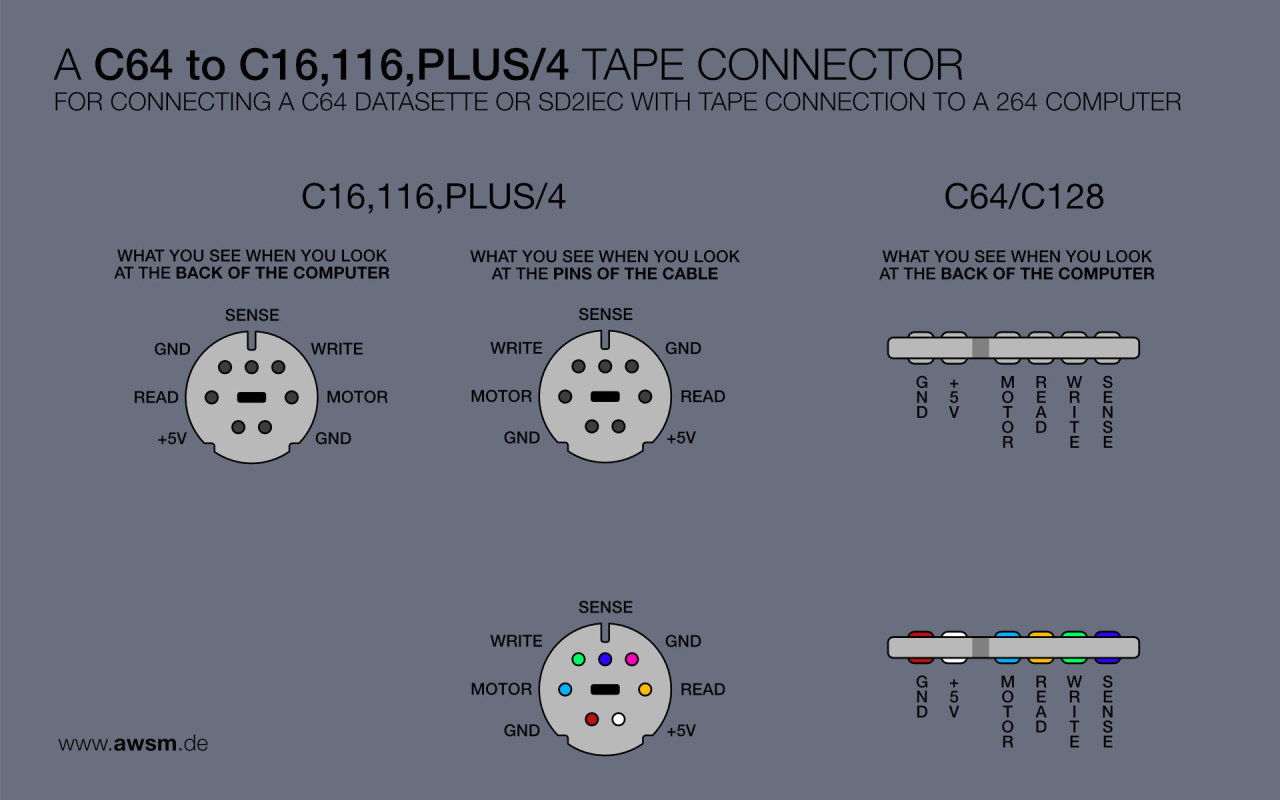 A C64 to C16,116,PLUS/4 TAPE CONNECTOR
FOR CONNECTING A C64 DATASETTE OR SD2IEC WITH TAPE CONNECTION TO A 264 COMPUTER
C16,116,PLUS/4
C64/C128
WHAT YOU SEE WHEN YOU LOOK
AT THE BACK OF THE COMPUTER
SENSE
GND
WRITE
READ
MOTOR
+5V
GND
WHAT YOU SEE WHEN YOU LOOK
AT THE PINS OF THE CABLE
SENSE
WRITE
GND
MOTOR
READ
GND
+5V
WHAT YOU SEE WHEN YOU LOOK
AT THE BACK OF THE COMPUTER
GND
+5V
MOTOR
READ
WRITE
SENSE
SENSE
WRITE
GND
MOTOR
READ
GND
+5V
GND
+5V
MOTOR
READ
WRITE
SENSE
www.awsm.de